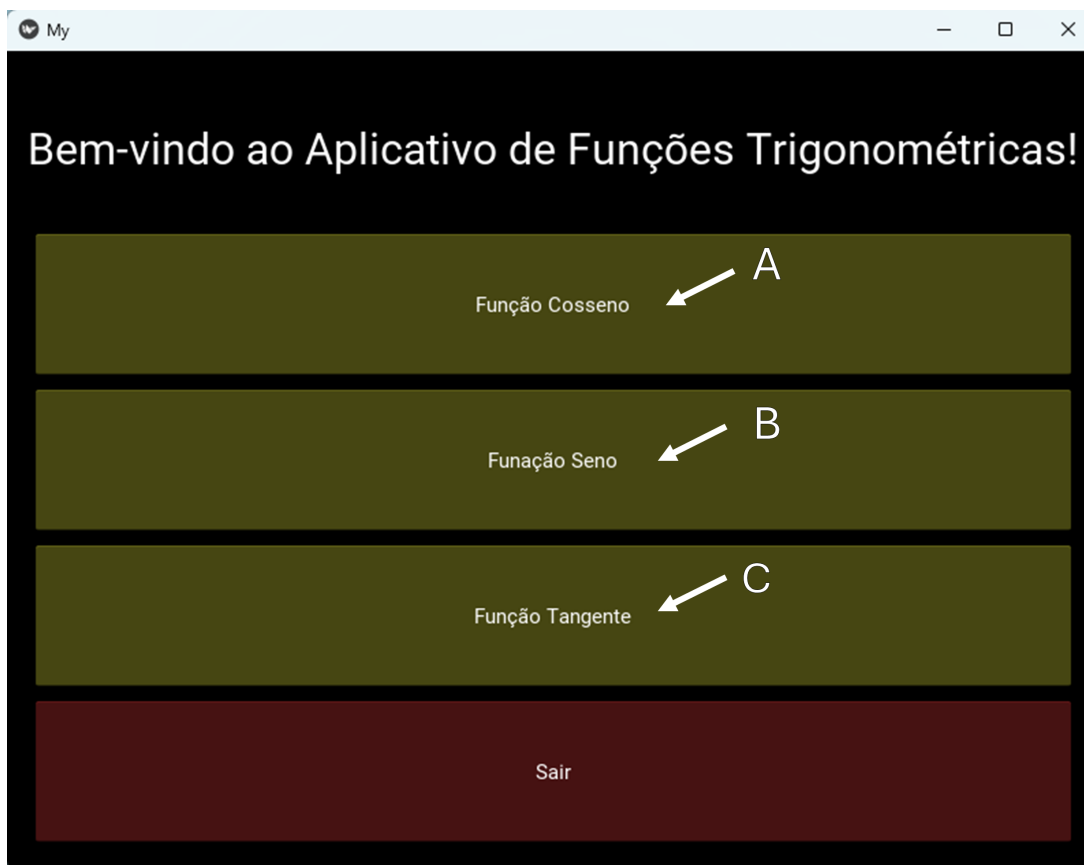 My
Bem-vindo ao Aplicativo de Funções Trigonométricas!
A
Função Cosseno
B
Funação Seno
C
Função Tangente
Sair